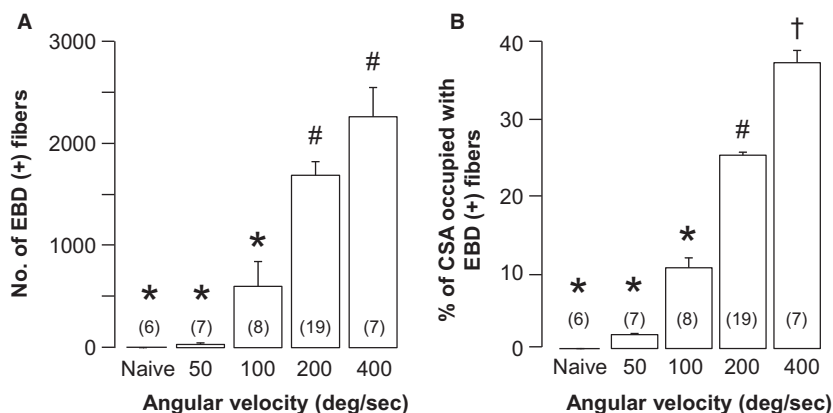 A
No. of EBD (+) fibers
3000
2000
1000
0
* * * # #
(6) (7) (8) (19) (7)
Naive 50 100 200 400
Angular velocity (deg/sec)
B
% of CSA occupied with
EBD (+) fibers
40
30
20
10
0
* * * # †
(6) (7) (8) (19) (7)
Naive 50 100 200 400
Angular velocity (deg/sec)